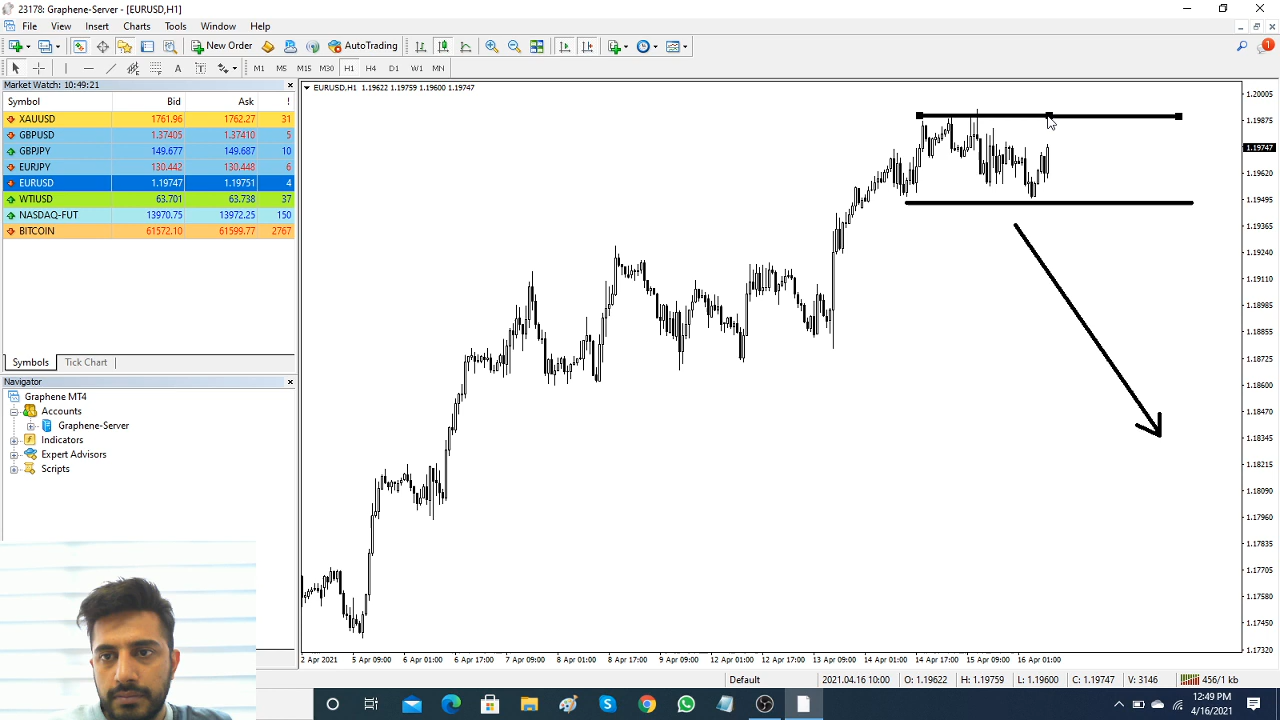 23178: Graphene-Server - [EURUSD,H1]
File View Insert Charts Tools Window Help
New Order AutoTrading 1
M1 M5 M15 M30 H1 H4 D1 W1 MN
Market Watch: 10:49:21
Symbol Bid Ask !
XAUUSD 1761.96 1762.27 31
GBPUSD 1.37405 1.37410 5
GBPJPY 149.677 149.687 10
EURJPY 130.442 130.448 6
EURUSD 1.19747 1.19751 4
WTIUSD 63.701 63.738 37
NASDAQ-FUT 13970.75 13972.25 150
BITCOIN 61572.10 61599.77 2767
Symbols Tick Chart
Navigator
Graphene MT4
Accounts
Graphene-Server
Indicators
Expert Advisors
Scripts
EURUSD,H1 1.19622 1.19759 1.19600 1.19747
1.20005
1.19875
1.19747
1.19620
1.19495
1.19365
1.19240
1.19110
1.18985
1.18855
1.18725
1.18600
1.18470
1.18345
1.18215
1.18090
1.17960
1.17835
1.17705
1.17580
1.17450
1.17320
2 Apr 2021 5 Apr 09:00 6 Apr 01:00 6 Apr 17:00 7 Apr 09:00 8 Apr 01:00 8 Apr 17:00 9 Apr 09:00 12 Apr 01:00 12 Apr 17:00 13 Apr 09:00 14 Apr 01:00 14 Apr 17:00 15 Apr 09:00 16 Apr 01:00
Default 2021.04.16 10:00 O: 1.19622 H: 1.19759 L: 1.19600 C: 1.19747 V: 3146 456/1 kb
12:49 PM
4/16/2021